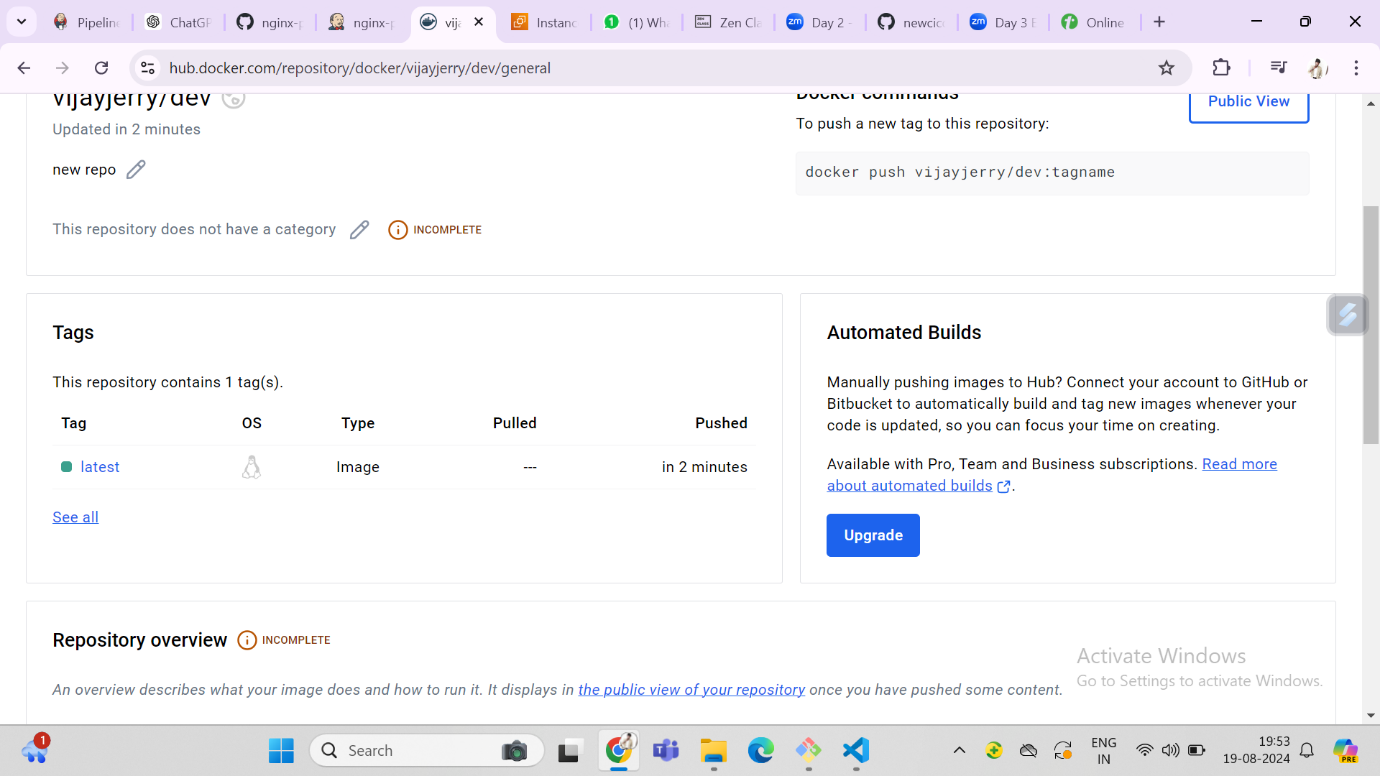 Pipeline
ChatGP
nginx-p
nginx-p
vija
Instanc
(1) Wha
Zen Cla
Day 2 -
newcic
Day 3 E
Online
hub.docker.com/repository/docker/vijayjerry/dev/general
vijayjerry/dev
Updated in 2 minutes
new repo
This repository does not have a category
INCOMPLETE
Docker commands
Public View
To push a new tag to this repository:
docker push vijayjerry/dev:tagname
Tags
This repository contains 1 tag(s).
Tag OS Type Pulled Pushed
latest Image --- in 2 minutes
See all
Automated Builds
Manually pushing images to Hub? Connect your account to GitHub or
Bitbucket to automatically build and tag new images whenever your
code is updated, so you can focus your time on creating.
Available with Pro, Team and Business subscriptions. Read more
about automated builds.
Upgrade
Repository overview INCOMPLETE
An overview describes what your image does and how to run it. It displays in the public view of your repository once you have pushed some content.
Activate Windows
Go to Settings to activate Windows.
1
Search
ENG
IN
19:53
19-08-2024
PRE